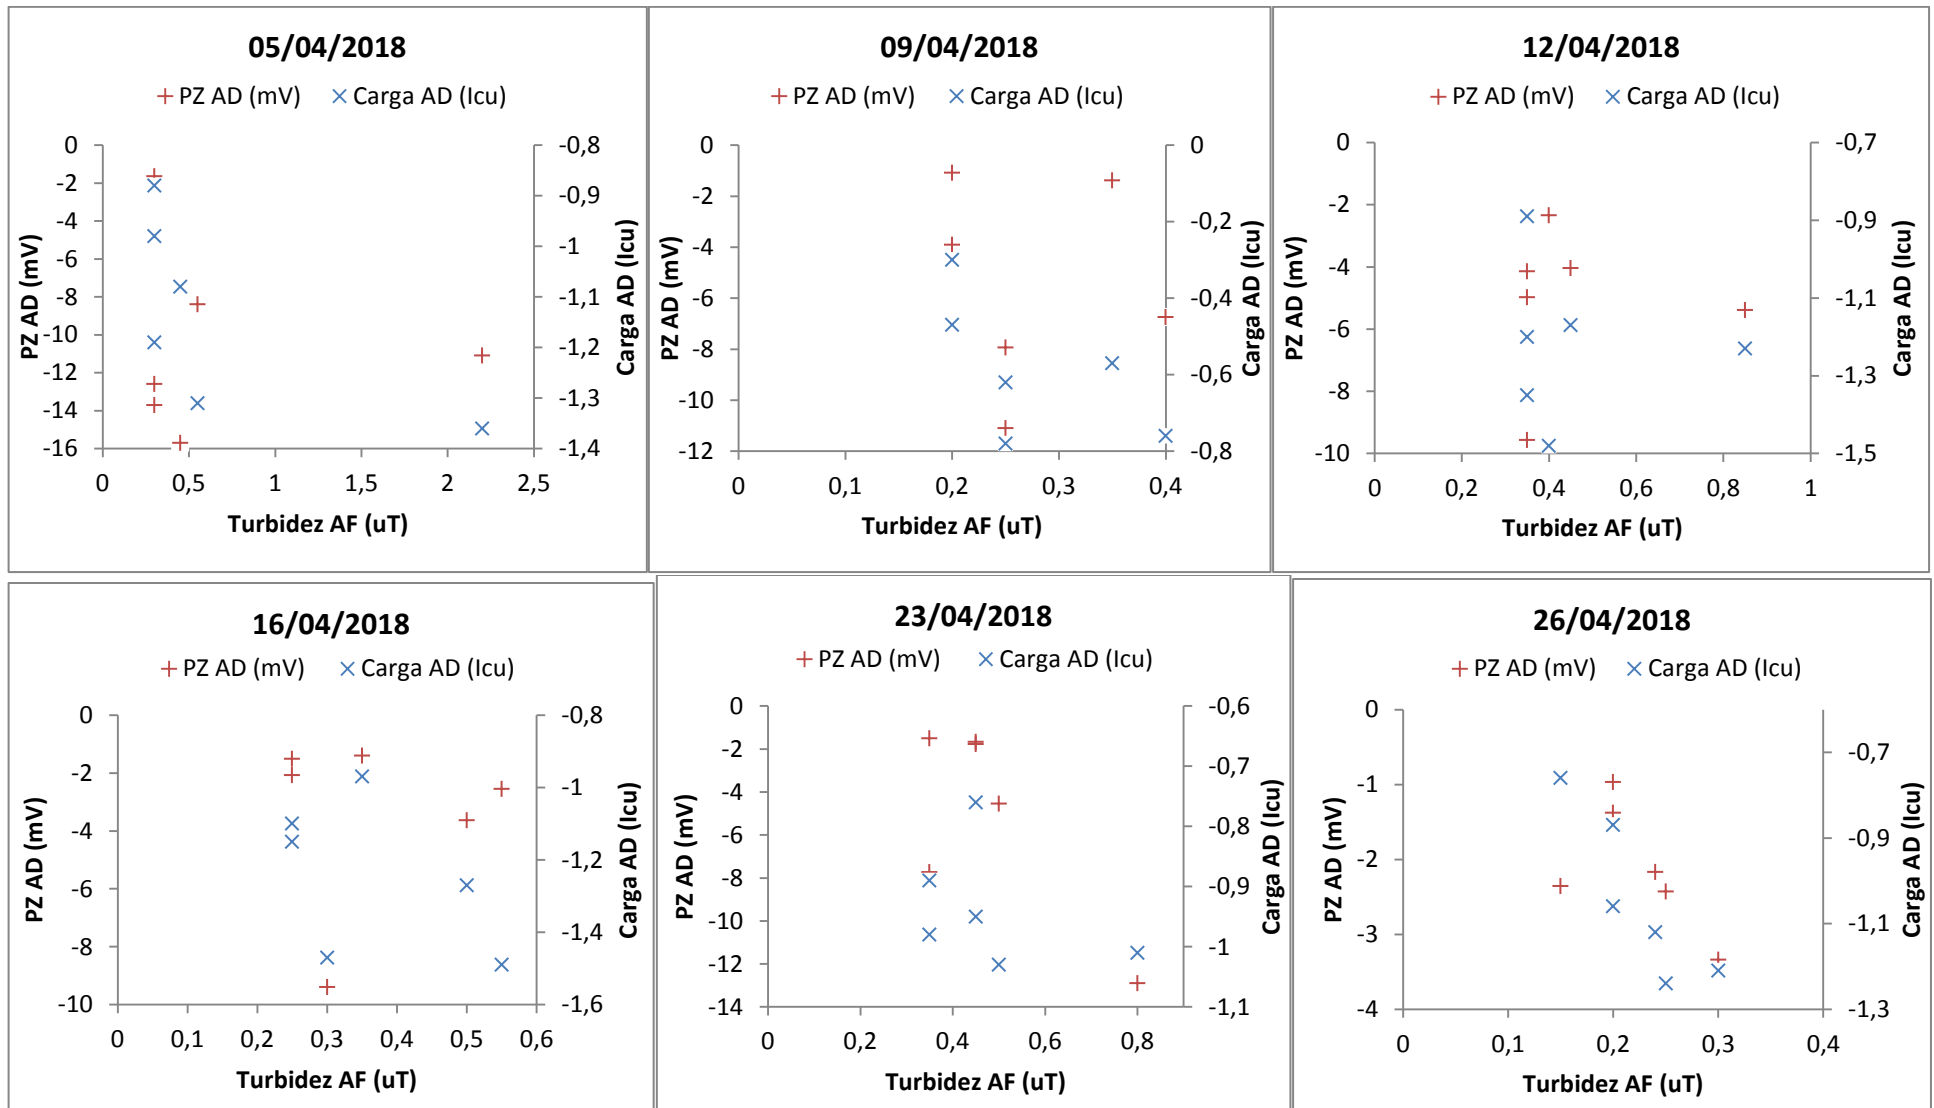 05/04/2018
PZ AD (mV) Carga AD (Icu)
0 -0,8
-2 -0,9
-4 -1
-6 -1,1
-8 -1,2
-10 -1,3
-12 -1,4
-14
-16
0 0,5 1 1,5 2 2,5
PZ AD (mV)
Carga AD (Icu)
Turbidez AF (uT)
09/04/2018
PZ AD (mV) Carga AD (Icu)
0 0
-2 -0,2
-4 -0,4
-6 -0,6
-8 -0,8
-10
-12
0 0,1 0,2 0,3 0,4
PZ AD (mV)
Carga AD (Icu)
Turbidez AF (uT)
12/04/2018
PZ AD (mV) Carga AD (Icu)
0 -0,7
-2 -0,9
-4 -1,1
-6 -1,3
-8 -1,5
-10
0 0,2 0,4 0,6 0,8 1
PZ AD (mV)
Carga AD (Icu)
Turbidez AF (uT)
16/04/2018
PZ AD (mV) Carga AD (Icu)
0 -0,8
-2 -1
-4 -1,2
-6 -1,4
-8 -1,6
-10
0 0,1 0,2 0,3 0,4 0,5 0,6
PZ AD (mV)
Carga AD (Icu)
Turbidez AF (uT)
23/04/2018
PZ AD (mV) Carga AD (Icu)
0 -0,6
-2 -0,7
-4 -0,8
-6 -0,9
-8 -1
-10 -1,1
-12
-14
0 0,2 0,4 0,6 0,8
PZ AD (mV)
Carga AD (Icu)
Turbidez AF (uT)
26/04/2018
PZ AD (mV) Carga AD (Icu)
0 -0,7
-1 -0,9
-2 -1,1
-3 -1,3
-4
0 0,1 0,2 0,3 0,4
PZ AD (mV)
Carga AD (Icu)
Turbidez AF (uT)